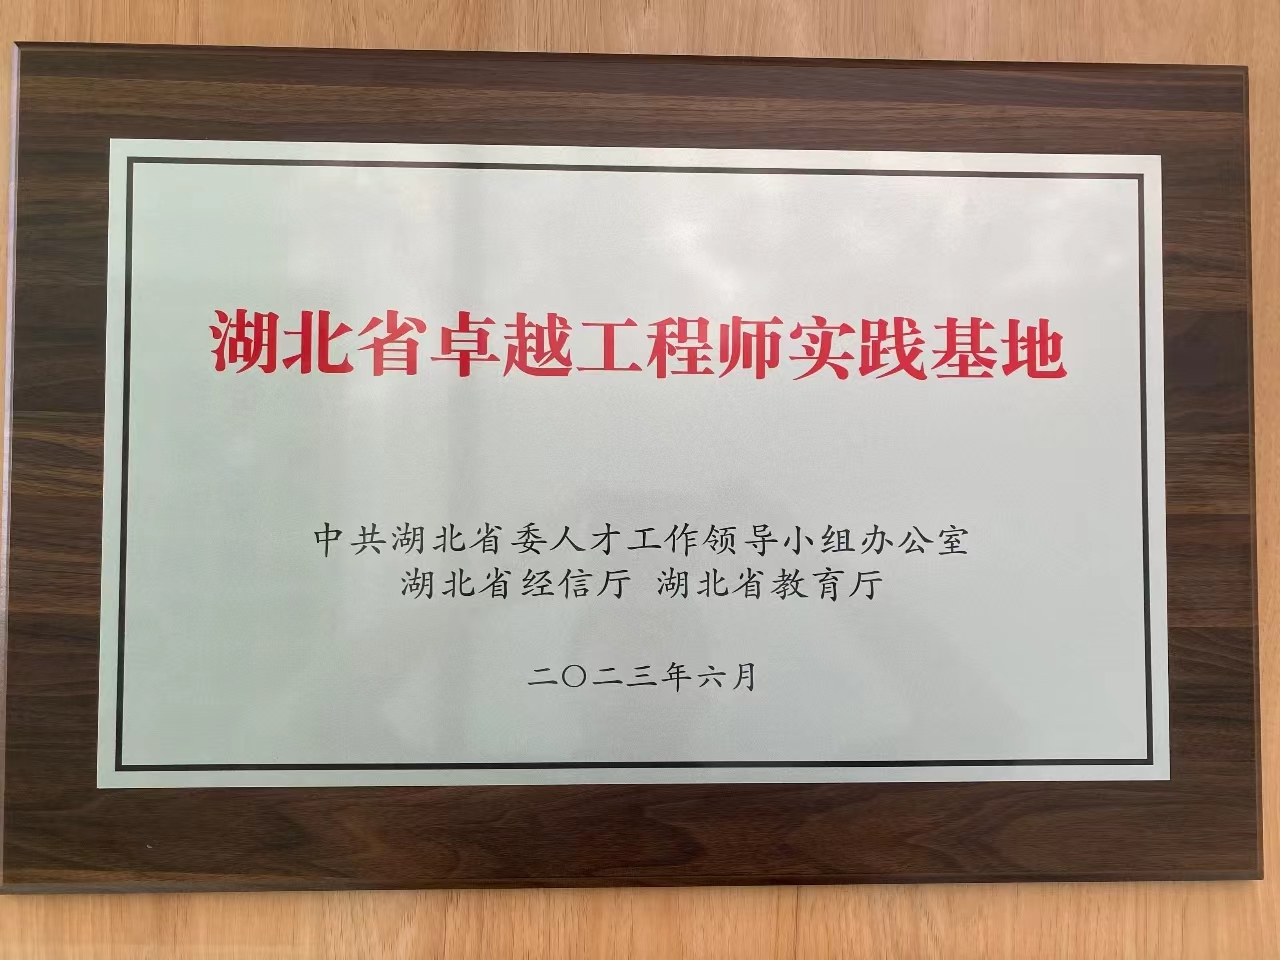 湖北省卓越工程师实践基地
中共湖北省委人才工作领导小组办公室
湖北省经信厅 湖北省教育厅
二〇二三年六月